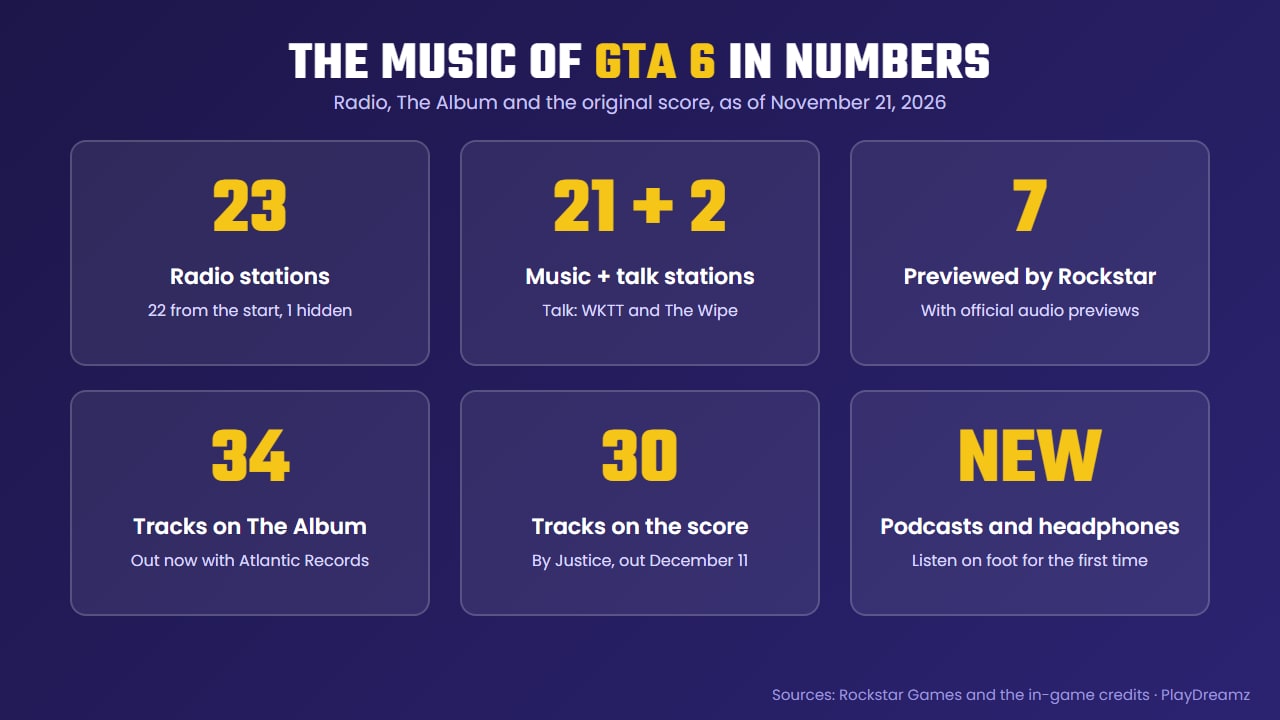 THE MUSIC OF GTA 6 IN NUMBERS
Radio, The Album and the original score, as of November 21, 2026
23
Radio stations
22 from the start, 1 hidden
21 + 2
Music + talk stations
Talk: WKTT and The Wipe
7
Previewed by Rockstar
With official audio previews
34
Tracks on The Album
Out now with Atlantic Records
30
Tracks on the score
By Justice, out December 11
NEW
Podcasts and headphones
Listen on foot for the first time
Sources: Rockstar Games and the in-game credits · PlayDreamz